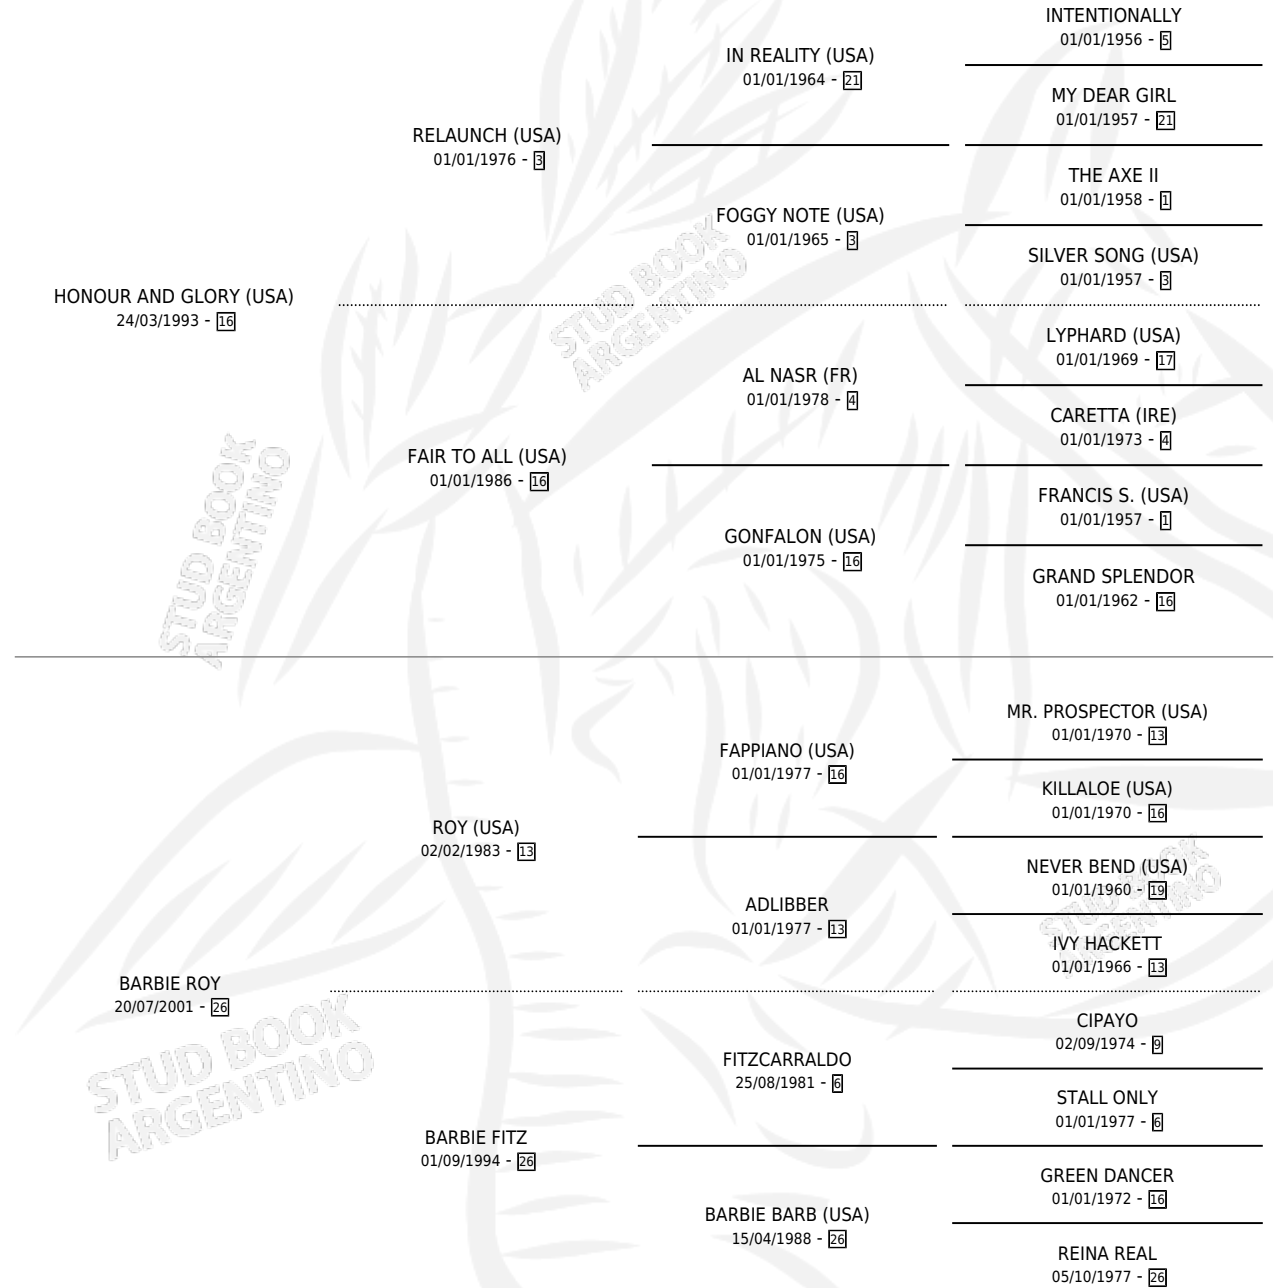 INTENTIONALLY
01/01/1956 - 5
IN REALITY (USA)
01/01/1964 - 21
MY DEAR GIRL
01/01/1957 - 21
RELAUNCH (USA)
01/01/1976 - 3
THE AXE II
01/01/1958 - 1
FOGGY NOTE (USA)
01/01/1965 - 3
SILVER SONG (USA)
01/01/1957 - 3
HONOUR AND GLORY (USA)
24/03/1993 - 16
LYPHARD (USA)
01/01/1969 - 17
AL NASR (FR)
01/01/1978 - 4
CARETTA (IRE)
01/01/1973 - 4
FAIR TO ALL (USA)
01/01/1986 - 16
FRANCIS S. (USA)
01/01/1957 - 1
GONFALON (USA)
01/01/1975 - 16
GRAND SPLENDOR
01/01/1962 - 16
MR. PROSPECTOR (USA)
01/01/1970 - 13
FAPPIANO (USA)
01/01/1977 - 16
KILLALOE (USA)
01/01/1970 - 16
ROY (USA)
02/02/1983 - 13
NEVER BEND (USA)
01/01/1960 - 19
ADLIBBER
01/01/1977 - 13
IVY HACKETT
01/01/1966 - 13
BARBIE ROY
20/07/2001 - 26
CIPAYO
02/09/1974 - 9
FITZCARRALDO
25/08/1981 - 6
STALL ONLY
01/01/1977 - 6
BARBIE FITZ
01/09/1994 - 26
GREEN DANCER
01/01/1972 - 16
BARBIE BARB (USA)
15/04/1988 - 26
REINA REAL
05/10/1977 - 26
STUD BOOK
ARGENTINO
STUD BOOK
ARGENTINO
STUD BOOK
ARGENTINO
STUD BOOK
ARGENTINO